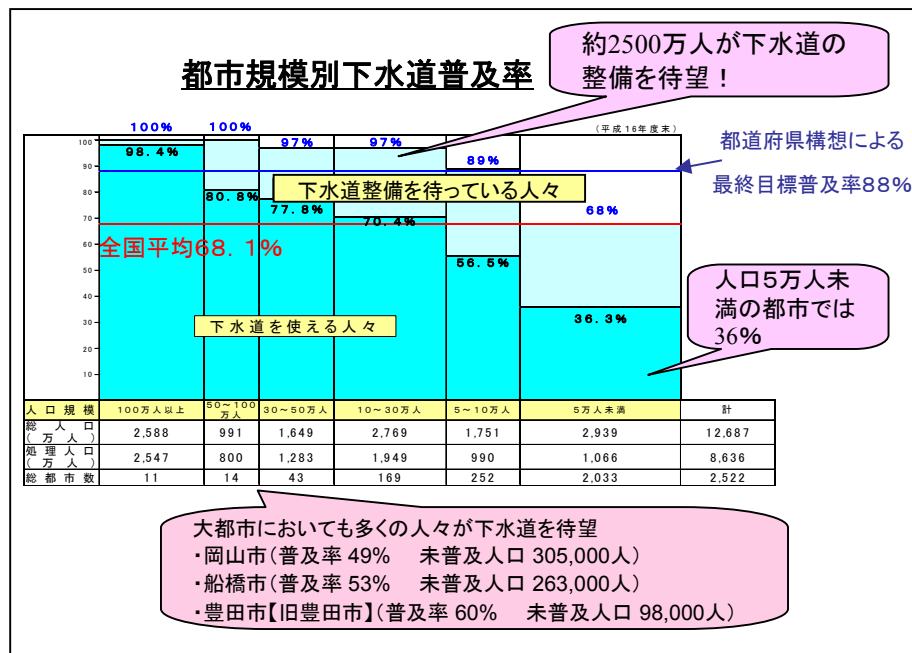 約2500万人が下水道の
整備を待望！
都市規模別下水道普及率
(平成16年度末)
100% 100% 97% 97% 89% 68%
都道府県構想による
最終目標普及率88%
100
90
80
70
60
50
40
30
20
10
98.4% 80.8% 77.8% 70.4% 56.5% 36.3%
下水道整備を待っている人々
全国平均68.1%
下水道を使える人々
人口５万人未
満の都市では
36%
人口規模 100万人以上 50～100万人 30～50万人 10～30万人 5～10万人 5万人未満 計
総人口(万人) 2,588 991 1,649 2,769 1,751 2,939 12,687
処理人口(万人) 2,547 800 1,283 1,949 990 1,066 8,636
総都市数 11 14 43 169 252 2,033 2,522
大都市においても多くの人々が下水道を待望
・岡山市(普及率 49% 未普及人口 305,000人)
・船橋市(普及率 53% 未普及人口 263,000人)
・豊田市【旧豊田市】(普及率 60% 未普及人口 98,000人)